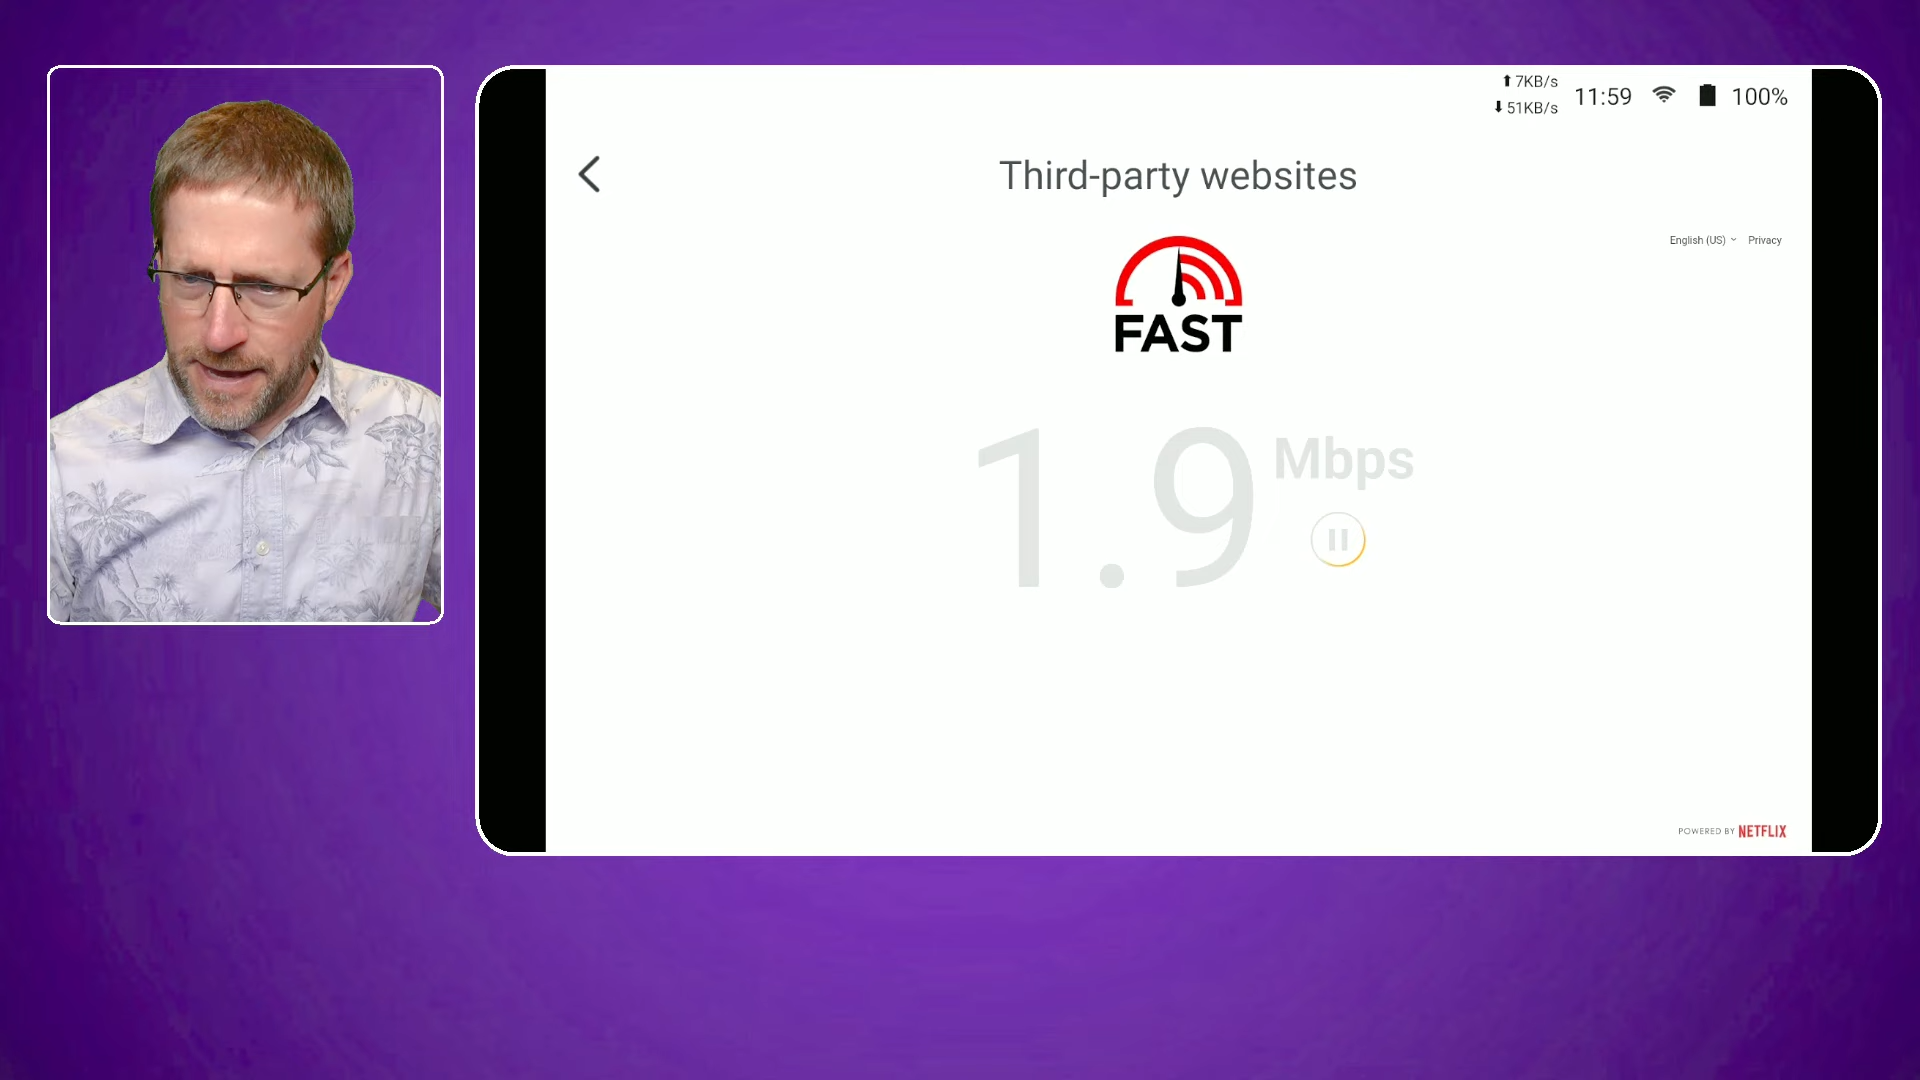 7KB/s
51KB/s
11:59
100%
Third-party websites
English (US)
Privacy
FAST
1.9 Mbps
POWERED BY NETFLIX